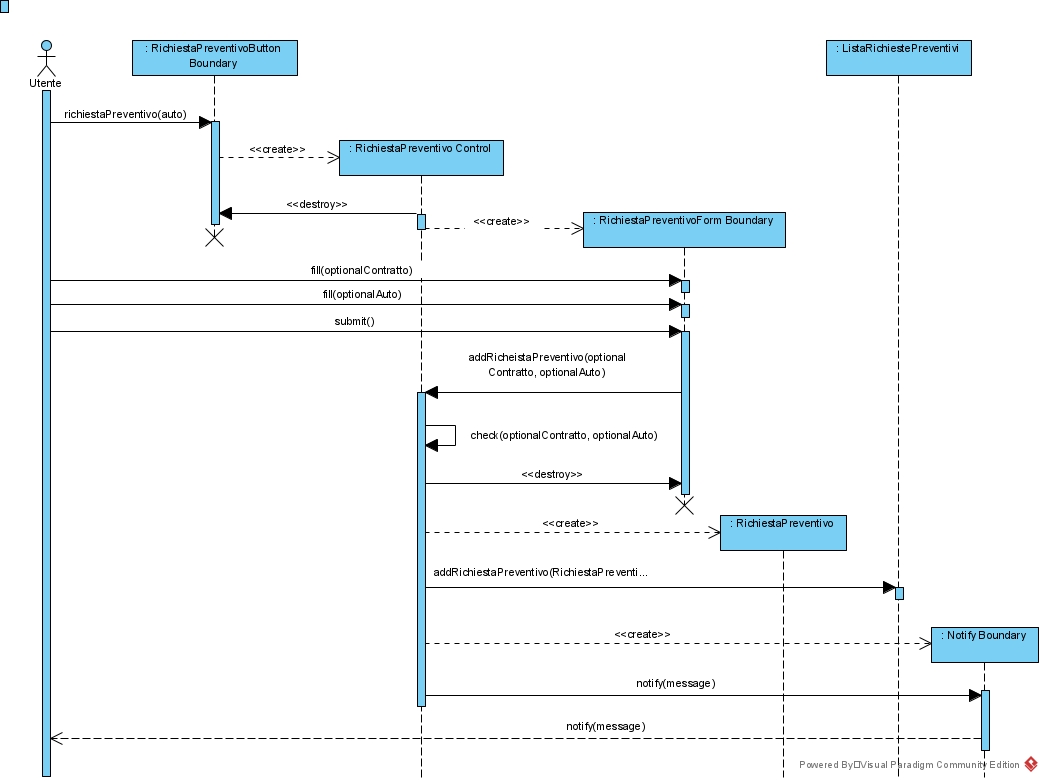 : RichiestaPreventivoButton
Boundary
: ListaRichiestePreventivi
Utente
richiestaPreventivo(auto)
<<create>>
: RichiestaPreventivo Control
<<destroy>>
<<create>>
: RichiestaPreventivoForm Boundary
fill(optionalContratto)
fill(optionalAuto)
submit()
addRicheistaPreventivo(optional
Contratto, optionalAuto)
check(optionalContratto, optionalAuto)
<<destroy>>
<<create>>
: RichiestaPreventivo
addRichiestaPreventivo(RichiestaPreventi...
<<create>>
: Notify Boundary
notify(message)
notify(message)
Powered By Visual Paradigm Community Edition